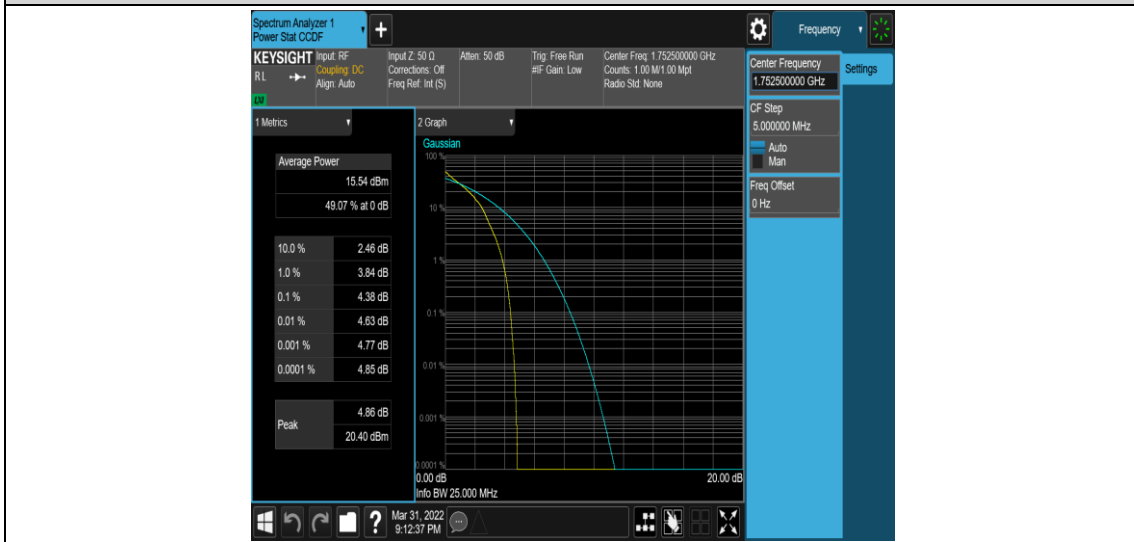 Spectrum Analyzer 1
Power Stat CCDF
+
Frequency
KEYSIGHT
RL
LXI
Input: RF
Coupling: DC
Align: Auto
Input Z: 50 Ω
Corrections: Off
Freq Ref: Int (S)
Atten: 50 dB
Trig: Free Run
#IF Gain: Low
Center Freq: 1.752500000 GHz
Counts: 1.00 M/1.00 Mpt
Radio Std: None
Center Frequency
1.752500000 GHz
Settings
CF Step
5.000000 MHz
Auto
Man
Freq Offset
0 Hz
1 Metrics
Average Power
15.54 dBm
49.07 % at 0 dB
10.0 % 2.46 dB
1.0 % 3.84 dB
0.1 % 4.38 dB
0.01 % 4.63 dB
0.001 % 4.77 dB
0.0001 % 4.85 dB
Peak
4.86 dB
20.40 dBm
2 Graph
Gaussian
100 %
10 %
1 %
0.1 %
0.01 %
0.001 %
0.0001 %
0.00 dB 20.00 dB
Info BW 25.000 MHz
?
Mar 31, 2022
9:12:37 PM